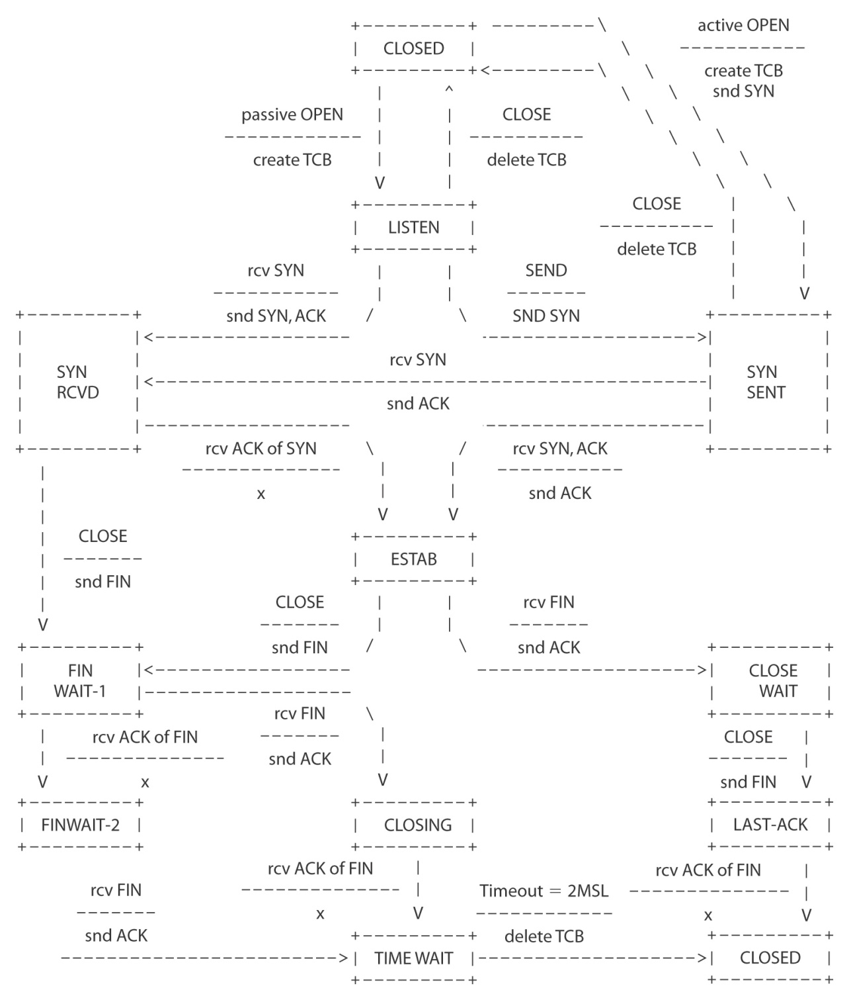 CLOSED
active OPEN
create TCB
snd SYN
passive OPEN
create TCB
CLOSE
delete TCB
LISTEN
CLOSE
delete TCB
rcv SYN
snd SYN, ACK
SEND
SND SYN
SYN
RCVD
rcv SYN
snd ACK
SYN
SENT
rcv ACK of SYN
x
rcv SYN, ACK
snd ACK
CLOSE
snd FIN
ESTAB
CLOSE
snd FIN
rcv FIN
snd ACK
FIN
WAIT-1
CLOSE
WAIT
rcv ACK of FIN
x
rcv FIN
snd ACK
CLOSE
snd FIN
FINWAIT-2
CLOSING
LAST-ACK
rcv FIN
snd ACK
rcv ACK of FIN
x
Timeout = 2MSL
delete TCB
rcv ACK of FIN
x
TIME WAIT
CLOSED